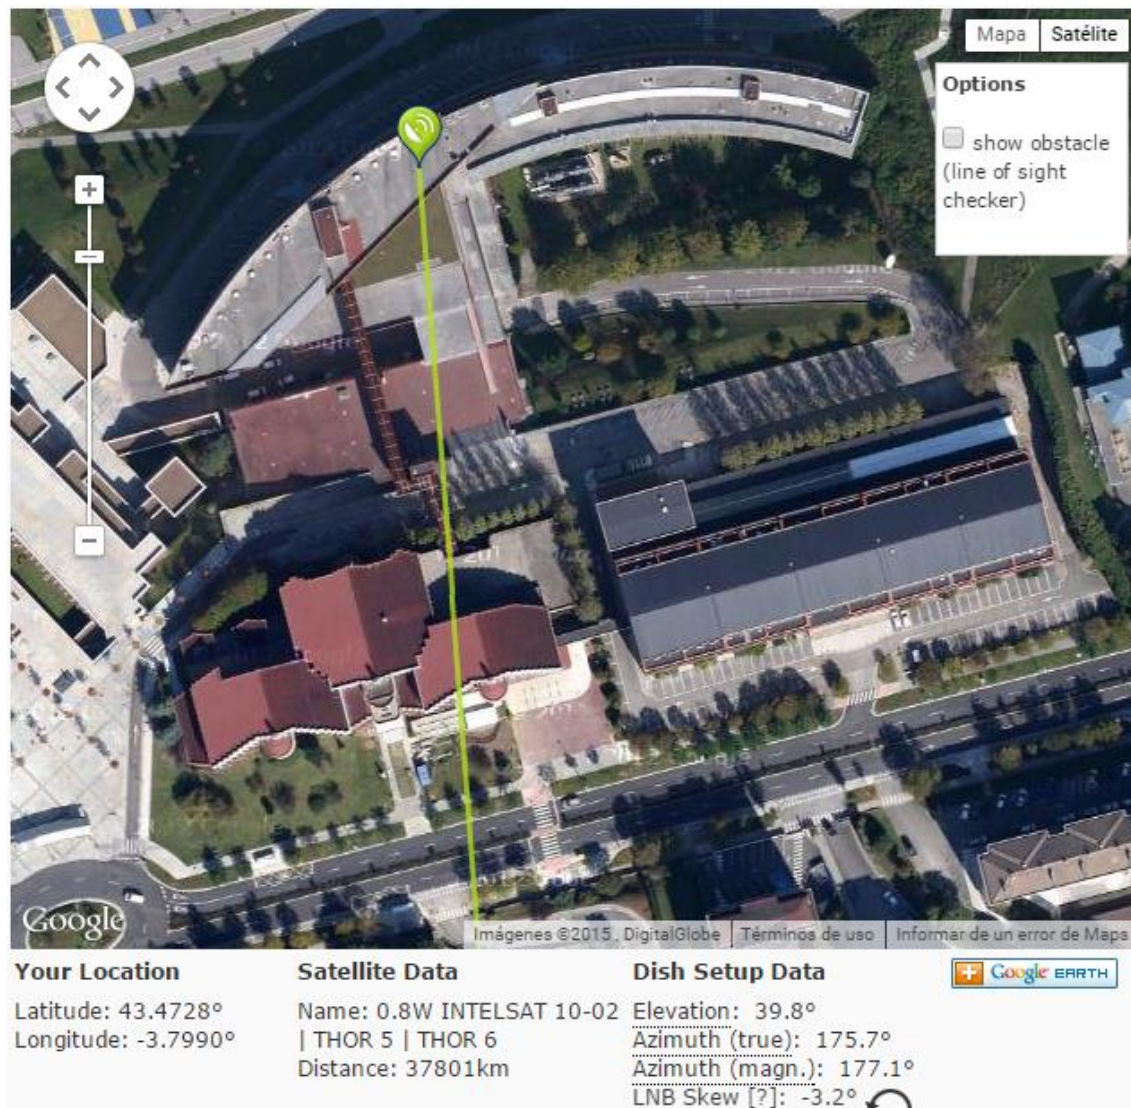 Mapa Satélite
Options
show obstacle
(line of sight
checker)
+
−
Google
Imágenes ©2015 , DigitalGlobe Términos de uso Informar de un error de Maps
Your Location
Latitude: 43.4728°
Longitude: -3.7990°
Satellite Data
Name: 0.8W INTELSAT 10-02
| THOR 5 | THOR 6
Distance: 37801km
Dish Setup Data
Elevation: 39.8°
Azimuth (true): 175.7°
Azimuth (magn.): 177.1°
LNB Skew [?]: -3.2°
+ Google EARTH